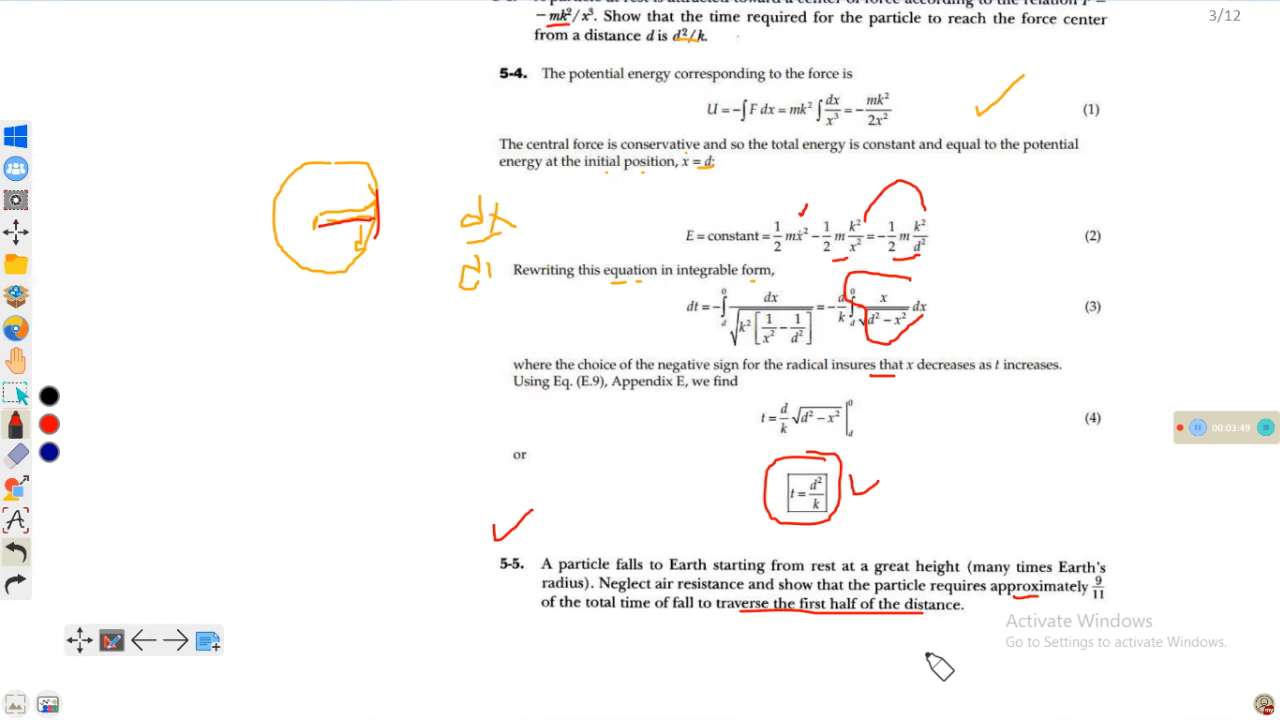 3/12
− mk²/x³. Show that the time required for the particle to reach the force center
from a distance d is d²/k.
5-4. The potential energy corresponding to the force is
U = −∫ F dx = mk² ∫ dx/x³ = − mk²/2x² (1)
The central force is conservative and so the total energy is constant and equal to the potential
energy at the initial position, x = d:
E = constant = 1/2 mẋ² − 1/2 m k²/x² = − 1/2 m k²/d² (2)
dx
d
Rewriting this equation in integrable form,
dt = −∫_d^0 dx / √(k² [1/x² − 1/d²]) = − d/k ∫_d^0 x/√(d² − x²) dx (3)
where the choice of the negative sign for the radical insures that x decreases as t increases.
Using Eq. (E.9), Appendix E, we find
t = d/k √(d² − x²) |_d^0 (4)
00:03:49
or
t = d²/k
5-5. A particle falls to Earth starting from rest at a great height (many times Earth's
radius). Neglect air resistance and show that the particle requires approximately 9/11
of the total time of fall to traverse the first half of the distance.
Activate Windows
Go to Settings to activate Windows.